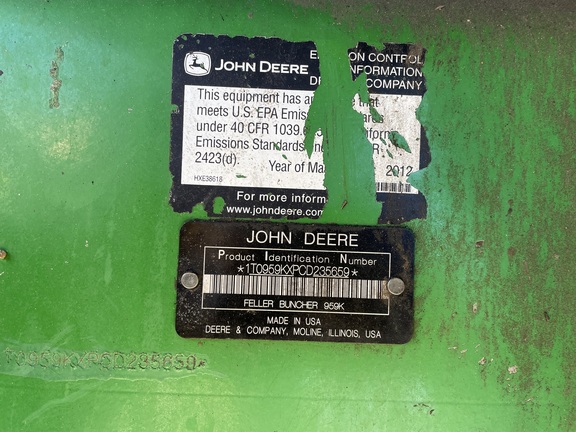 JOHN DEERE
ON CONTROL
INFORMATION
COMPANY
This equipment has that
meets U.S. EPA
under 40 CFR 1039.
Emissions Standards
2423(d). Year of 2012
HXE38618
For more
www.johndeere.com
JOHN DEERE
Product Identification Number
*1T0959KXPCD235659*
FELLER BUNCHER 959K
MADE IN USA
DEERE & COMPANY, MOLINE, ILLINOIS, USA